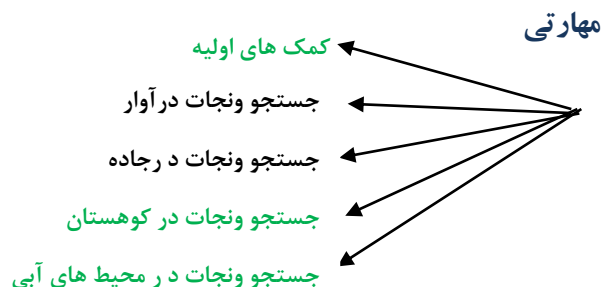 مهارتی
کمک های اولیه
جستجو ونجات درآوار
جستجو ونجات د رجاده
جستجو ونجات در کوهستان
جستجو ونجات د ر محیط های آبی